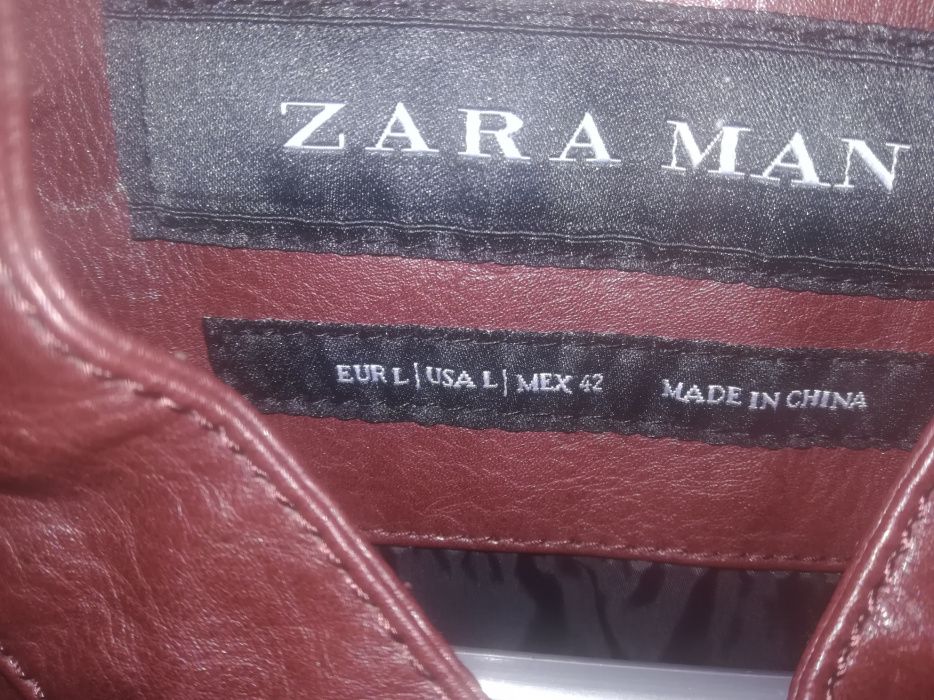 ZARA MAN
EUR L | USA L | MEX 42 MADE IN CHINA